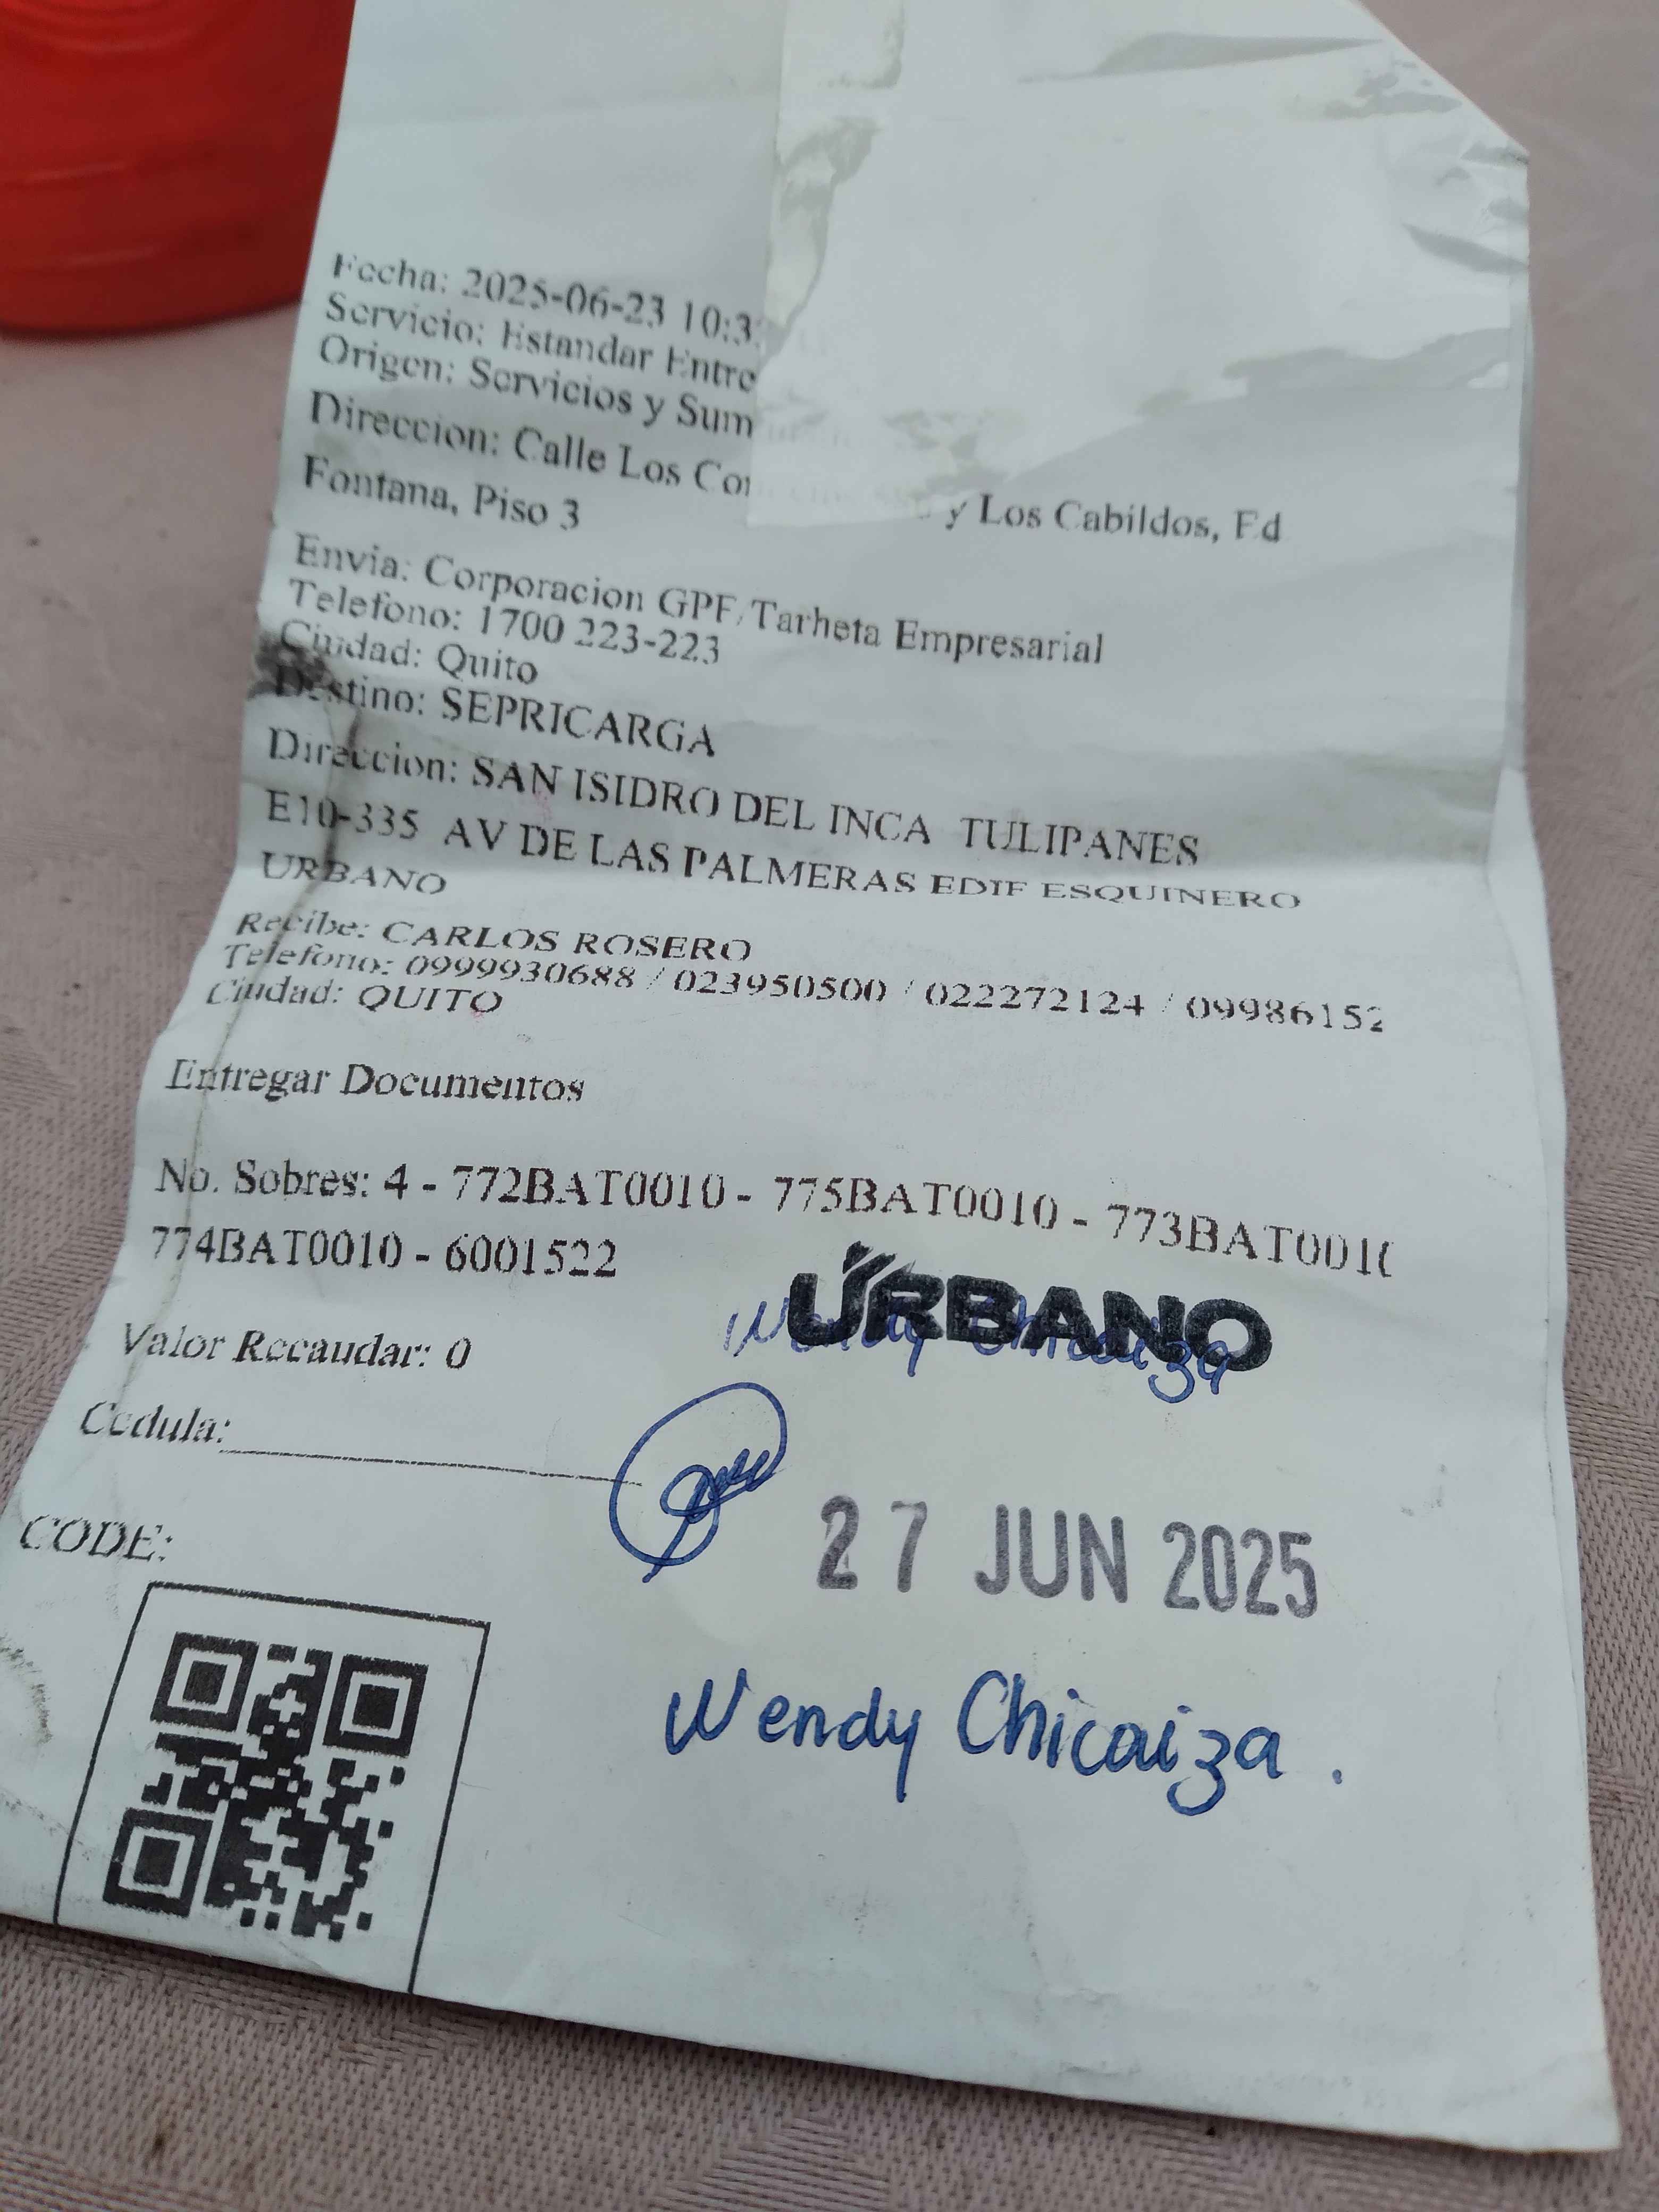 Fecha: 2025-06-23 10:3
Servicio: Estandar Entre
Origen: Servicios y Sum
Direccion: Calle Los y Los Cabildos, Ed
Fontana, Piso 3
Envia: Corporacion GPF/Tarheta Empresarial
Telefono: 1700 223-223
Ciudad: Quito
Destino: SEPRICARGA
Direccion: SAN ISIDRO DEL INCA TULIPANES
E10-335 AV DE LAS PALMERAS EDIF ESQUINERO
URBANO
Recibe: CARLOS ROSERO
Telefono: 0999930688 / 023950500 / 022272124 / 09986152
Ciudad: QUITO
Entregar Documentos
No. Sobres: 4 - 772BAT0010 - 775BAT0010 - 773BAT001
774BAT0010 - 6001522
URBANO
Wendy Chicaiza
Valor Recaudar: 0
Cedula:
27 JUN 2025
CODE:
Wendy Chicaiza.